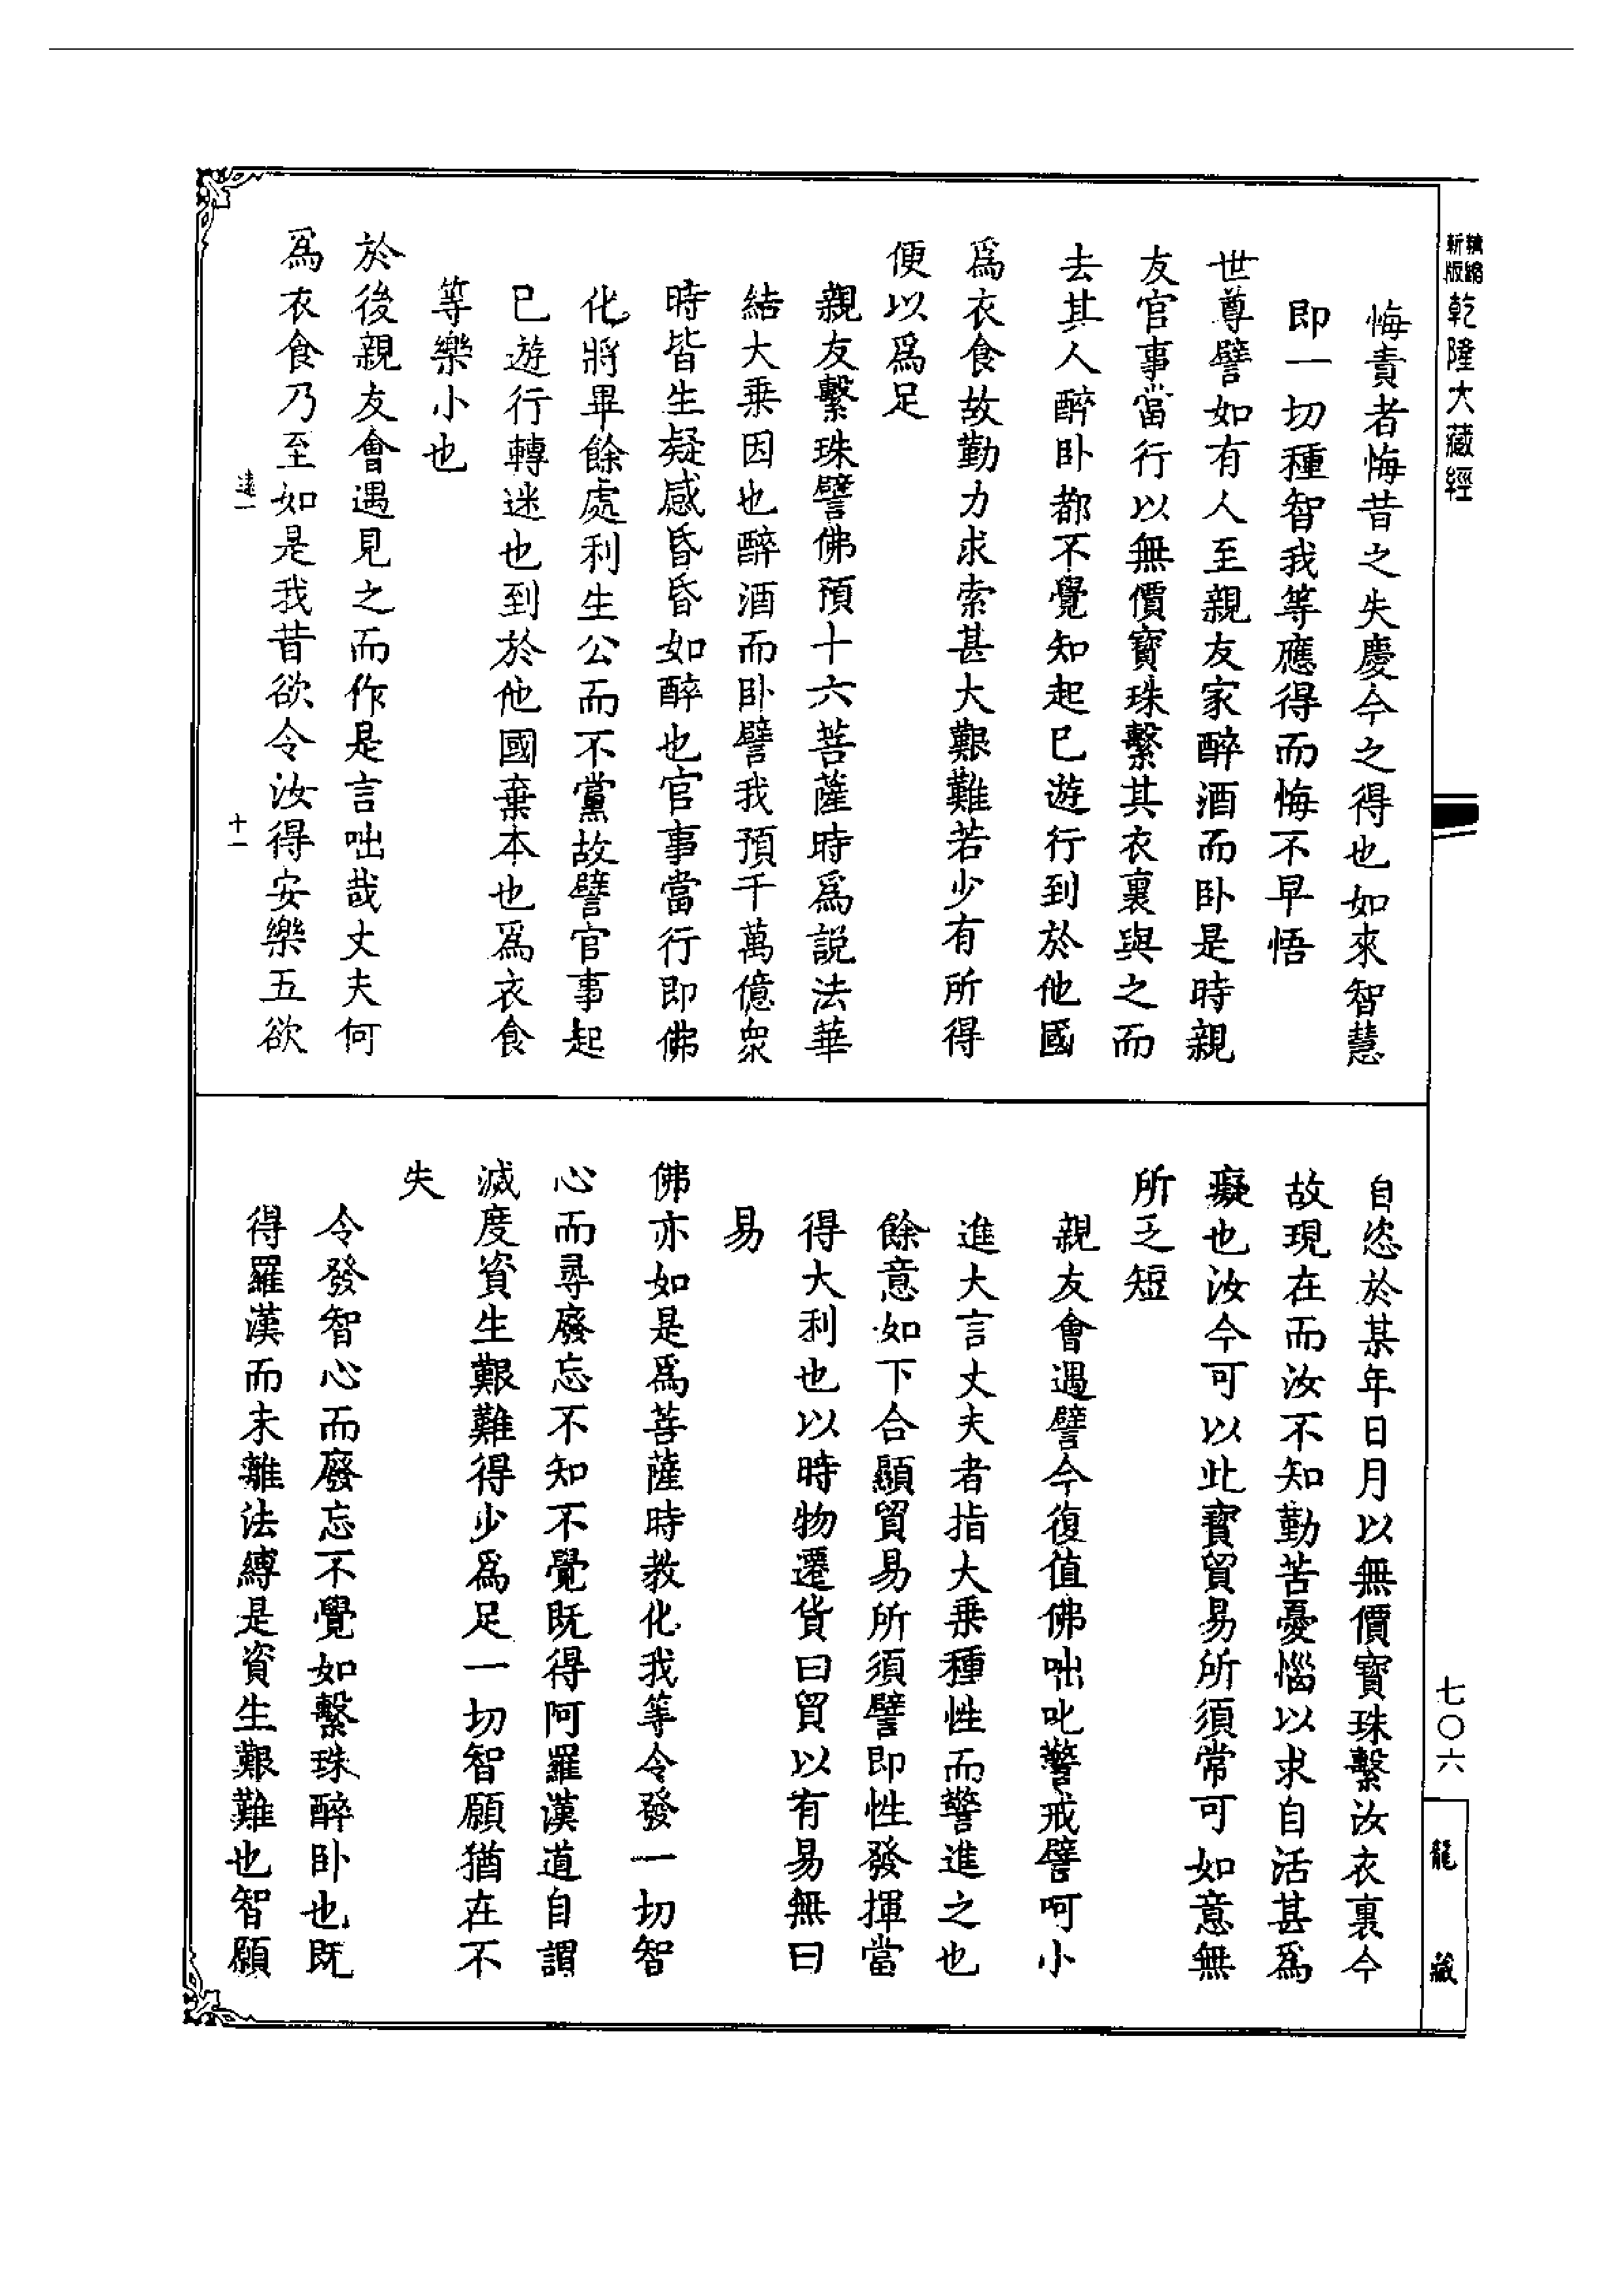 精縮新版乾隆大藏經
悔責者悔昔之失慶今之得也如來智慧
即一切種智我等應得而悔不早悟
世尊譬如有人至親友家醉酒而卧是時親
友官事當行以無價寶珠繫其衣裏與之而
去其人醉卧都不覺知起已遊行到於他國
爲衣食故勤力求索甚大艱難若少有所得
便以爲足
親友繫珠譬佛預十六菩薩時爲説法華
結大乗因也醉酒而卧譬我預千萬億衆
時皆生疑惑昏昏如醉也官事當行即佛
化將畢餘處利生公而不黨故譬官事起
已遊行轉迷也到於他國棄本也爲衣食
等樂小也
於後親友會遇見之而作是言咄哉丈夫何
爲衣食乃至如是我昔欲令汝得安樂五欲
遠一
十一
自恣於某年日月以無價寶珠繫汝衣裏今
故現在而汝不知勤苦憂惱以求自活甚爲
癡也汝今可以此寶貿易所須常可如意無
所乏短
親友會遇譬今復值佛咄叱警戒譬呵小
進大言丈夫者指大乗種性而警進之也
餘意如下合顯貿易所須譬即性發揮當
得大利也以時物遷貨曰貿以有易無曰
易
佛亦如是爲菩薩時教化我等令發一切智
心而尋廢忘不知不覺既得阿羅漢道自謂
滅度資生艱難得少爲足一切智願猶在不
失
令發智心而廢忘不覺如繫珠醉卧也既
得羅漢而未離法縛是資生艱難也智願
七〇六
龍藏